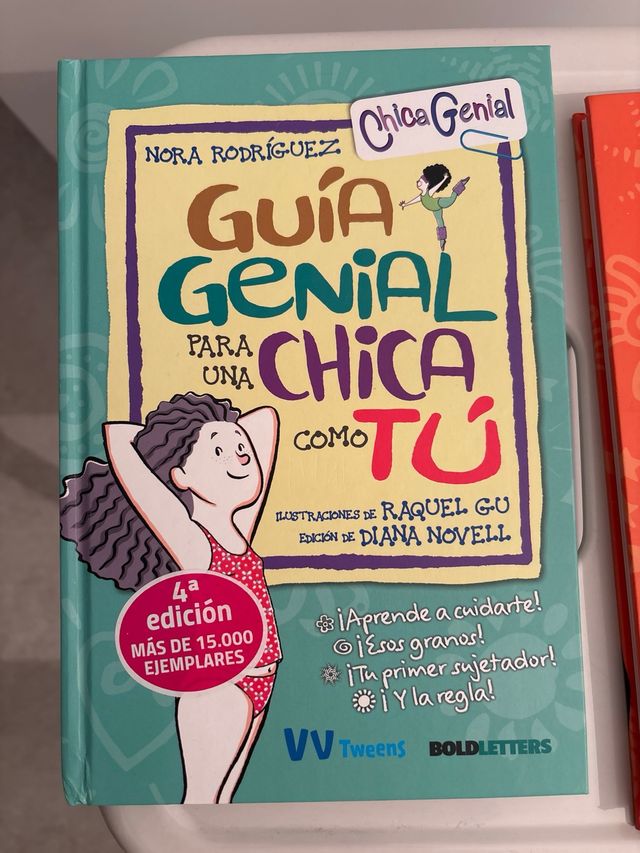 Chica Genial
NORA RODRÍGUEZ
GUÍA
GENIAL
PARA
UNA
CHICA
COMO TÚ
ILUSTRACIONES DE RAQUEL G.U
EDICIÓN DE DIANA NOVELL
4ª
edición
MÁS DE 15.000
EJEMPLARES
¡Aprende a cuidarte!
¡Esos granos!
¡Tu primer sujetador!
¡Y la regla!
VV Tweens BOLDLETTERS